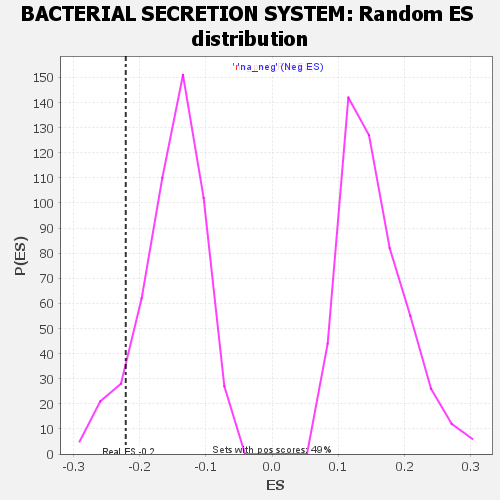 BACTERIAL SECRETION SYSTEM: Random ES
distribution
'na_neg' (Neg ES)
P(ES)
150
140
130
120
110
100
90
80
70
60
50
40
30
20
10
0
Real ES -0.2
Sets with pos scores: 49%
-0.3 -0.2 -0.1 0.0 0.1 0.2 0.3
ES